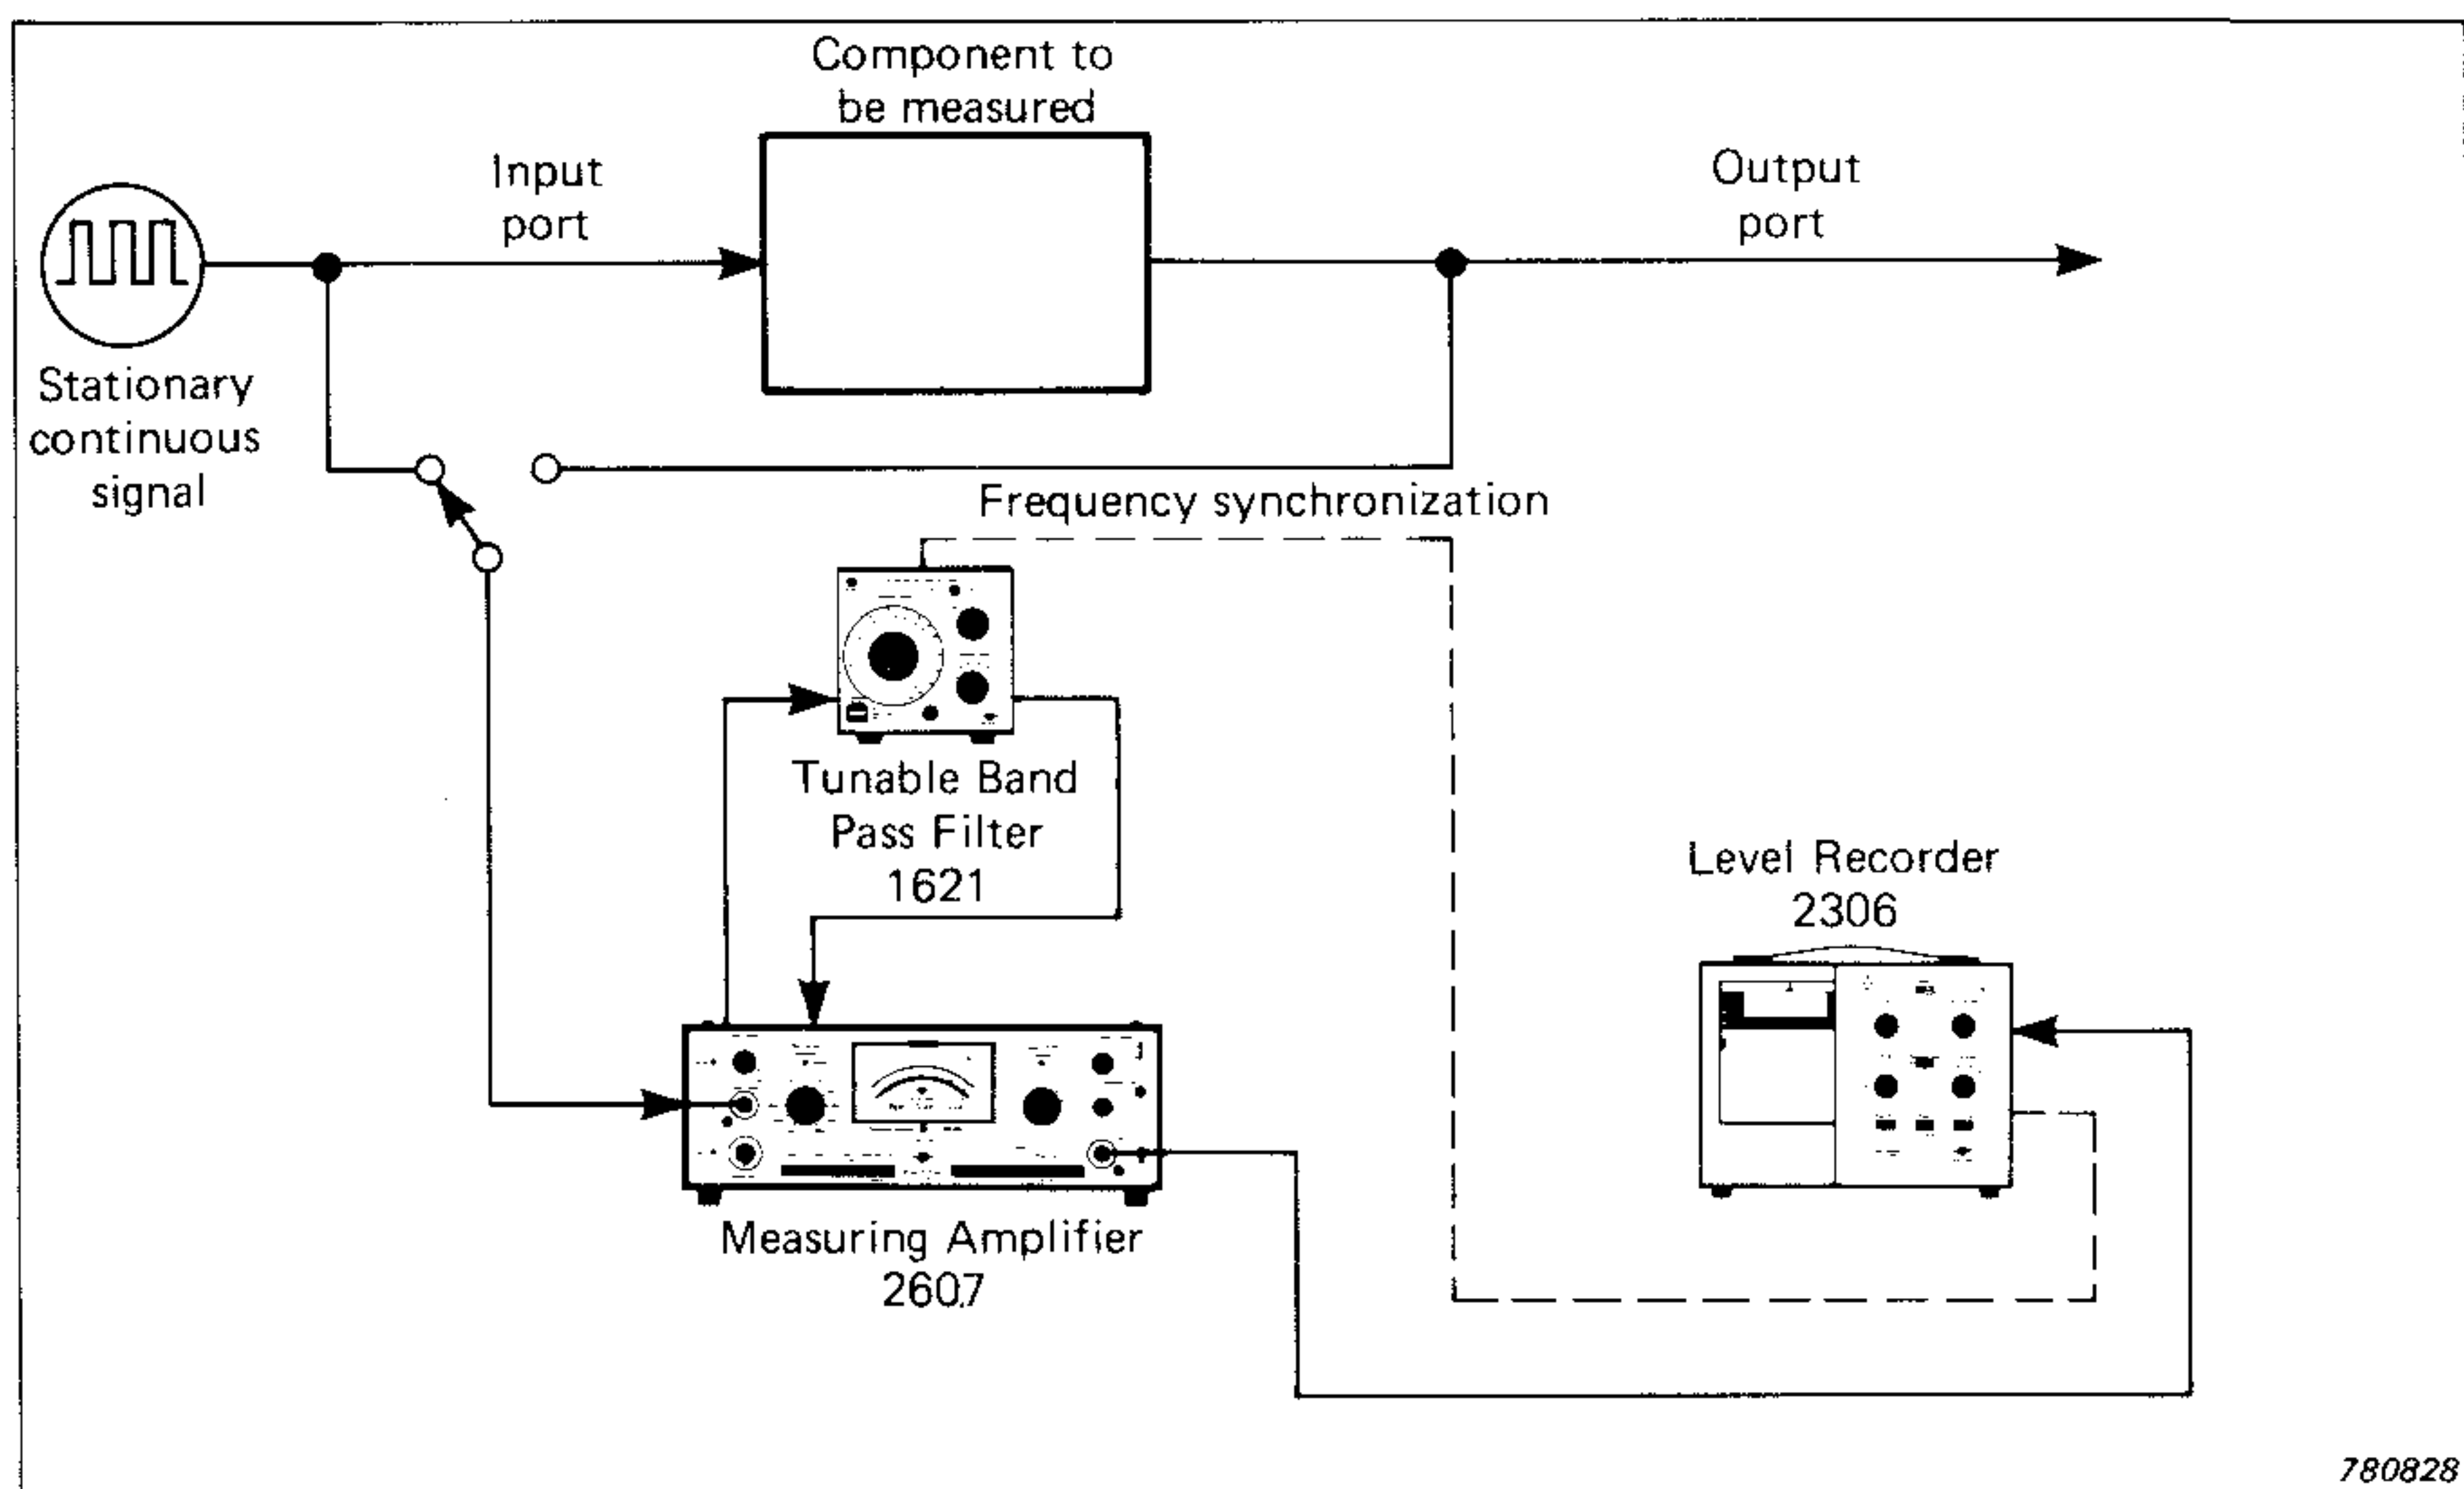 Component to
be measured
Input
port
Output
port
Stationary
continuous
signal
Frequency synchronization
Tunable Band
Pass Filter
1621
Level Recorder
2306
Measuring Amplifier
2607
780828